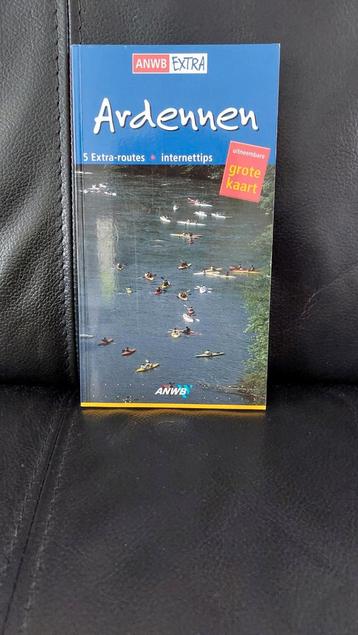 ANWB EXTRA
Ardennen
5 Extra-routes • internettips
uitneembare
grote
kaart
ANWB